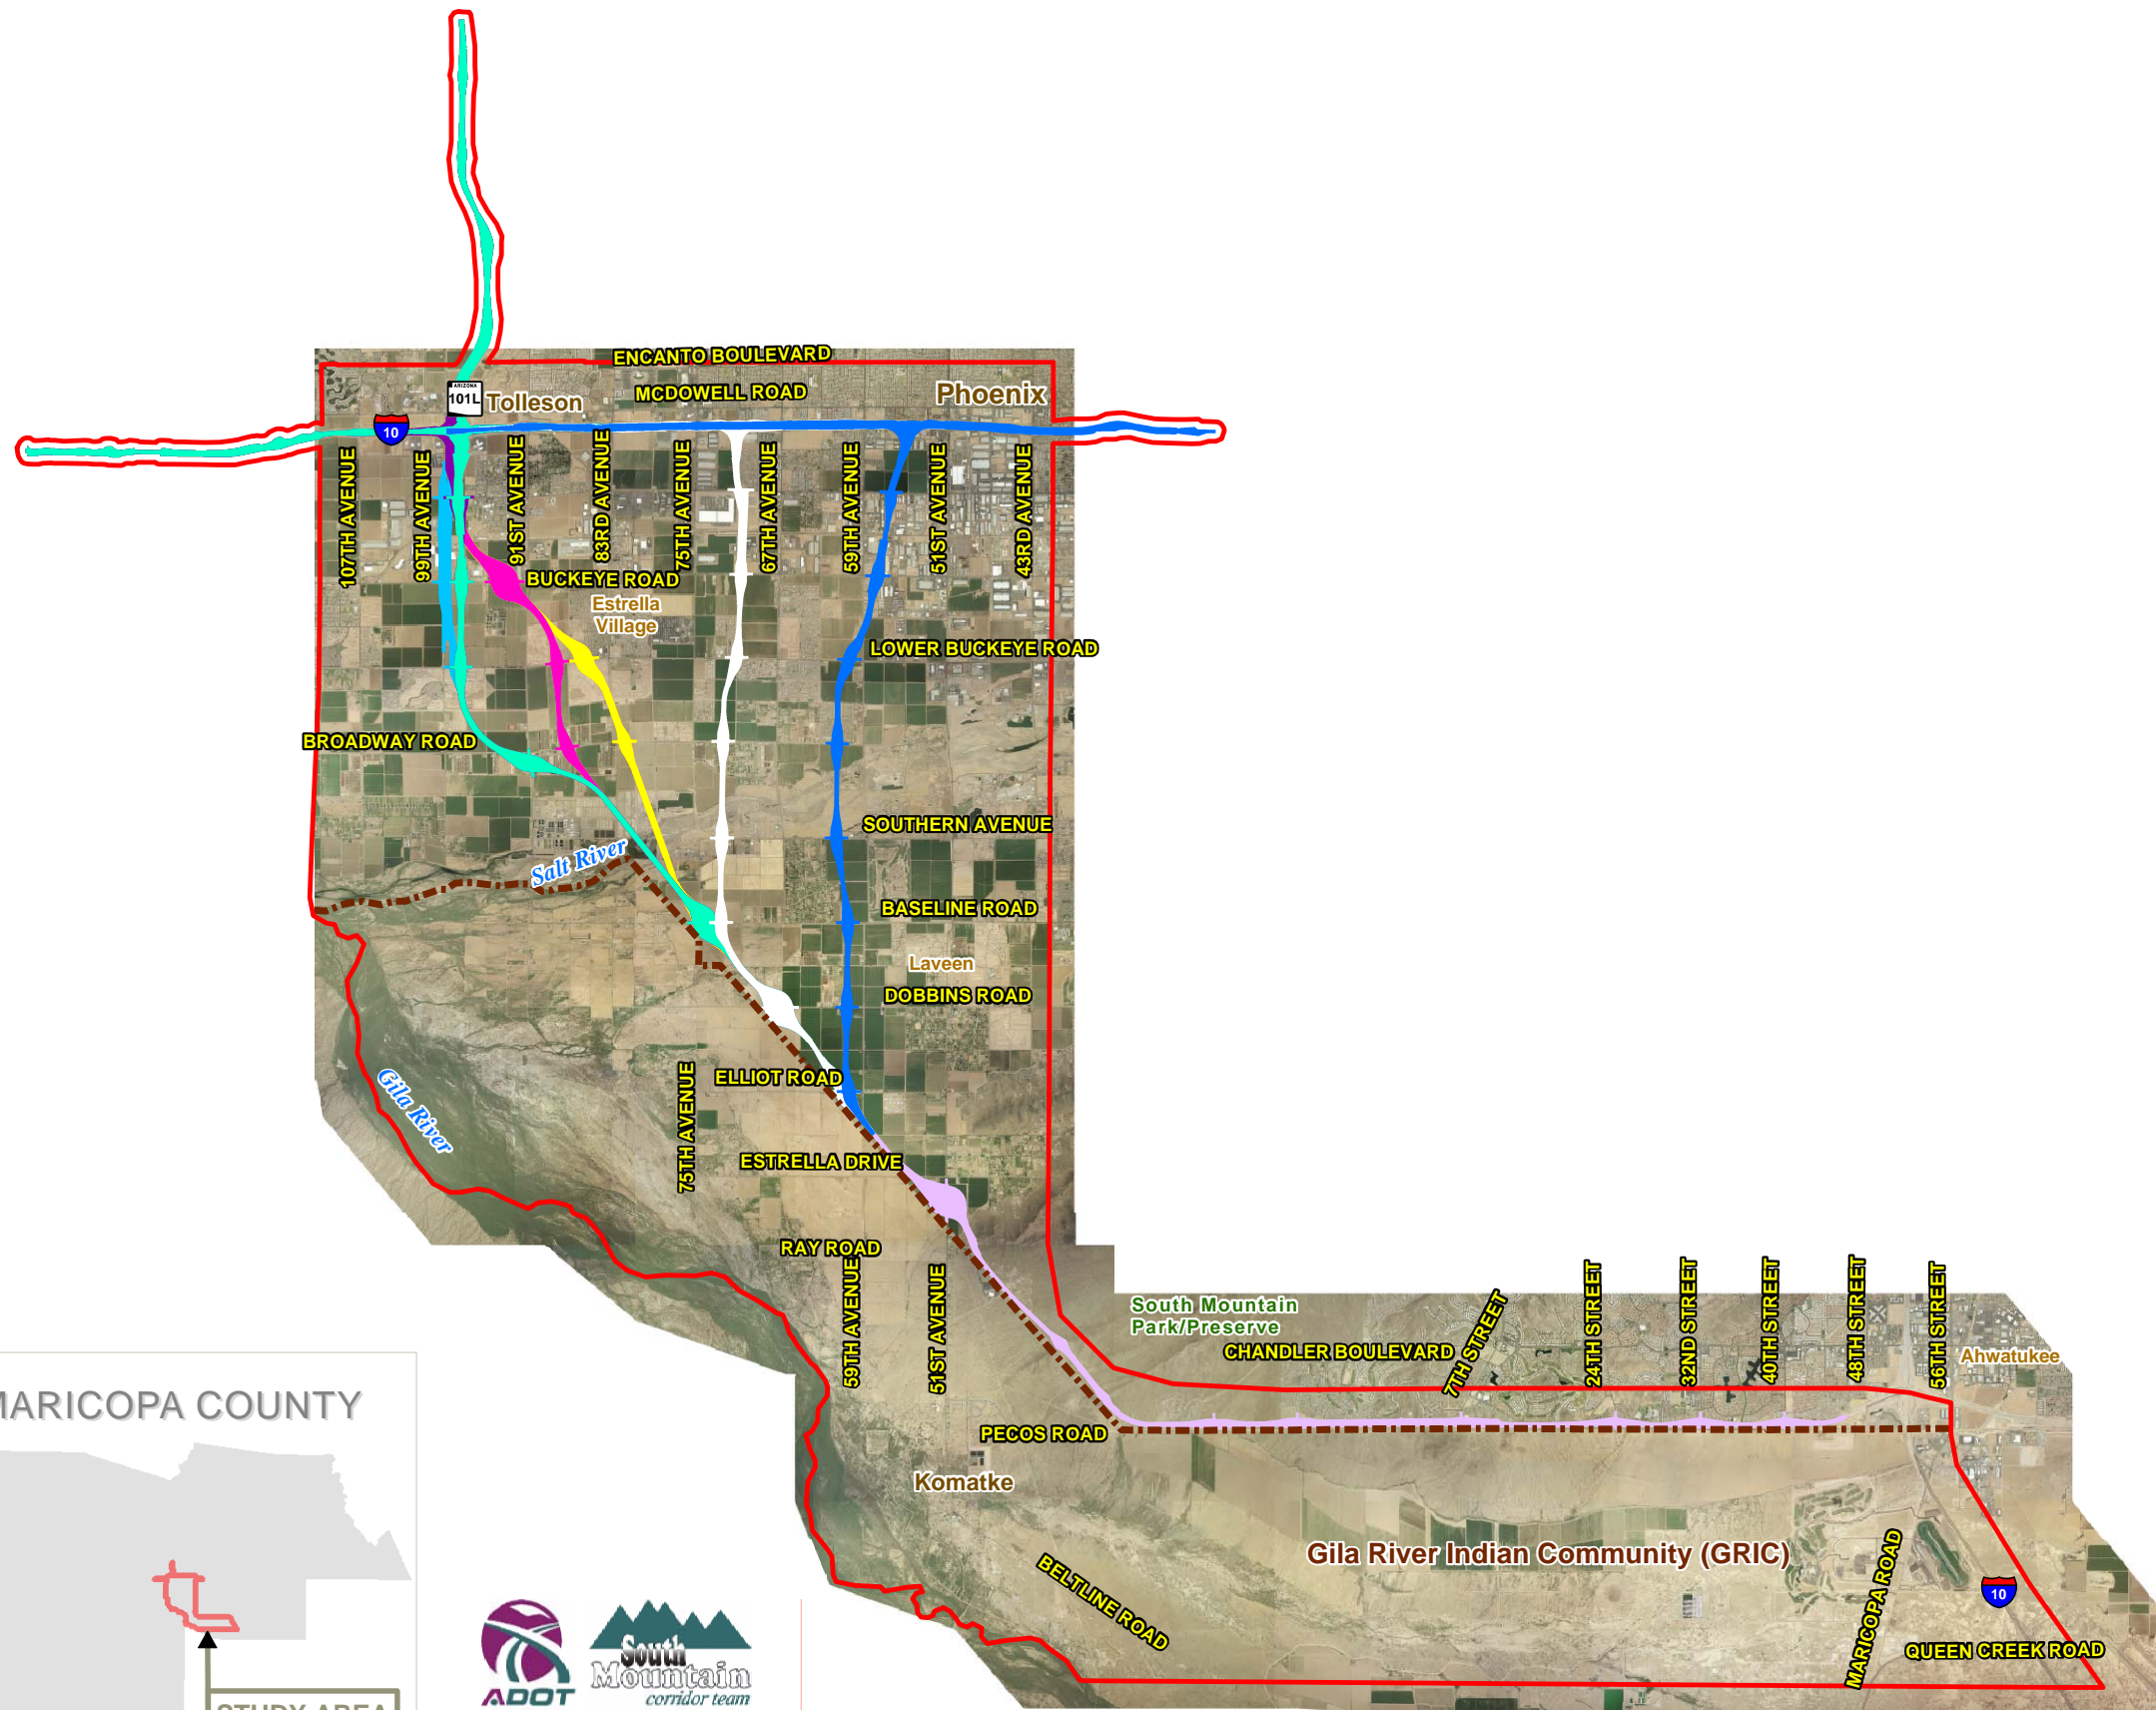 ENCANTO BOULEVARD
MCDOWELL ROAD
ARIZONA
101L
Tolleson
Phoenix
10
107TH AVENUE
99TH AVENUE
91ST AVENUE
83RD AVENUE
75TH AVENUE
67TH AVENUE
59TH AVENUE
51ST AVENUE
43RD AVENUE
BUCKEYE ROAD
Estrella
Village
LOWER BUCKEYE ROAD
BROADWAY ROAD
SOUTHERN AVENUE
Salt River
BASELINE ROAD
Laveen
DOBBINS ROAD
Gila River
75TH AVENUE
ELLIOT ROAD
ESTRELLA DRIVE
RAY ROAD
59TH AVENUE
51ST AVENUE
South Mountain
Park/Preserve
CHANDLER BOULEVARD
7TH STREET
24TH STREET
32ND STREET
40TH STREET
48TH STREET
56TH STREET
Ahwatukee
PECOS ROAD
Komatke
Gila River Indian Community (GRIC)
BELTLINE ROAD
MARICOPA ROAD
10
QUEEN CREEK ROAD
MARICOPA COUNTY
STUDY AREA
ADOT
South
Mountain
corridor team